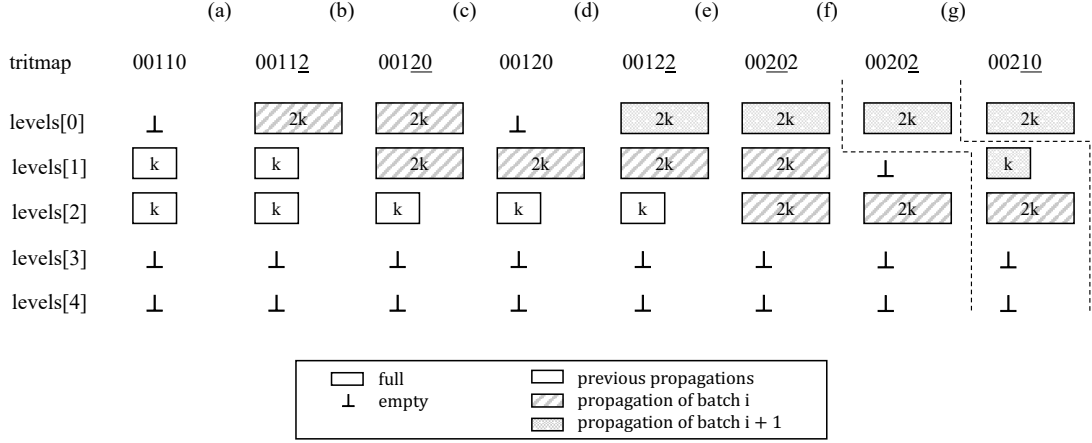 (a) (b) (c) (d) (e) (f) (g)
tritmap 00110 00112 00120 00120 00122 00202 00202 00210
levels[0] ⊥ 2k 2k ⊥ 2k 2k 2k 2k
levels[1] k k 2k 2k 2k 2k ⊥ k
levels[2] k k k k k 2k 2k 2k
levels[3] ⊥ ⊥ ⊥ ⊥ ⊥ ⊥ ⊥ ⊥
levels[4] ⊥ ⊥ ⊥ ⊥ ⊥ ⊥ ⊥ ⊥
full previous propagations
⊥ empty propagation of batch i
propagation of batch i + 1